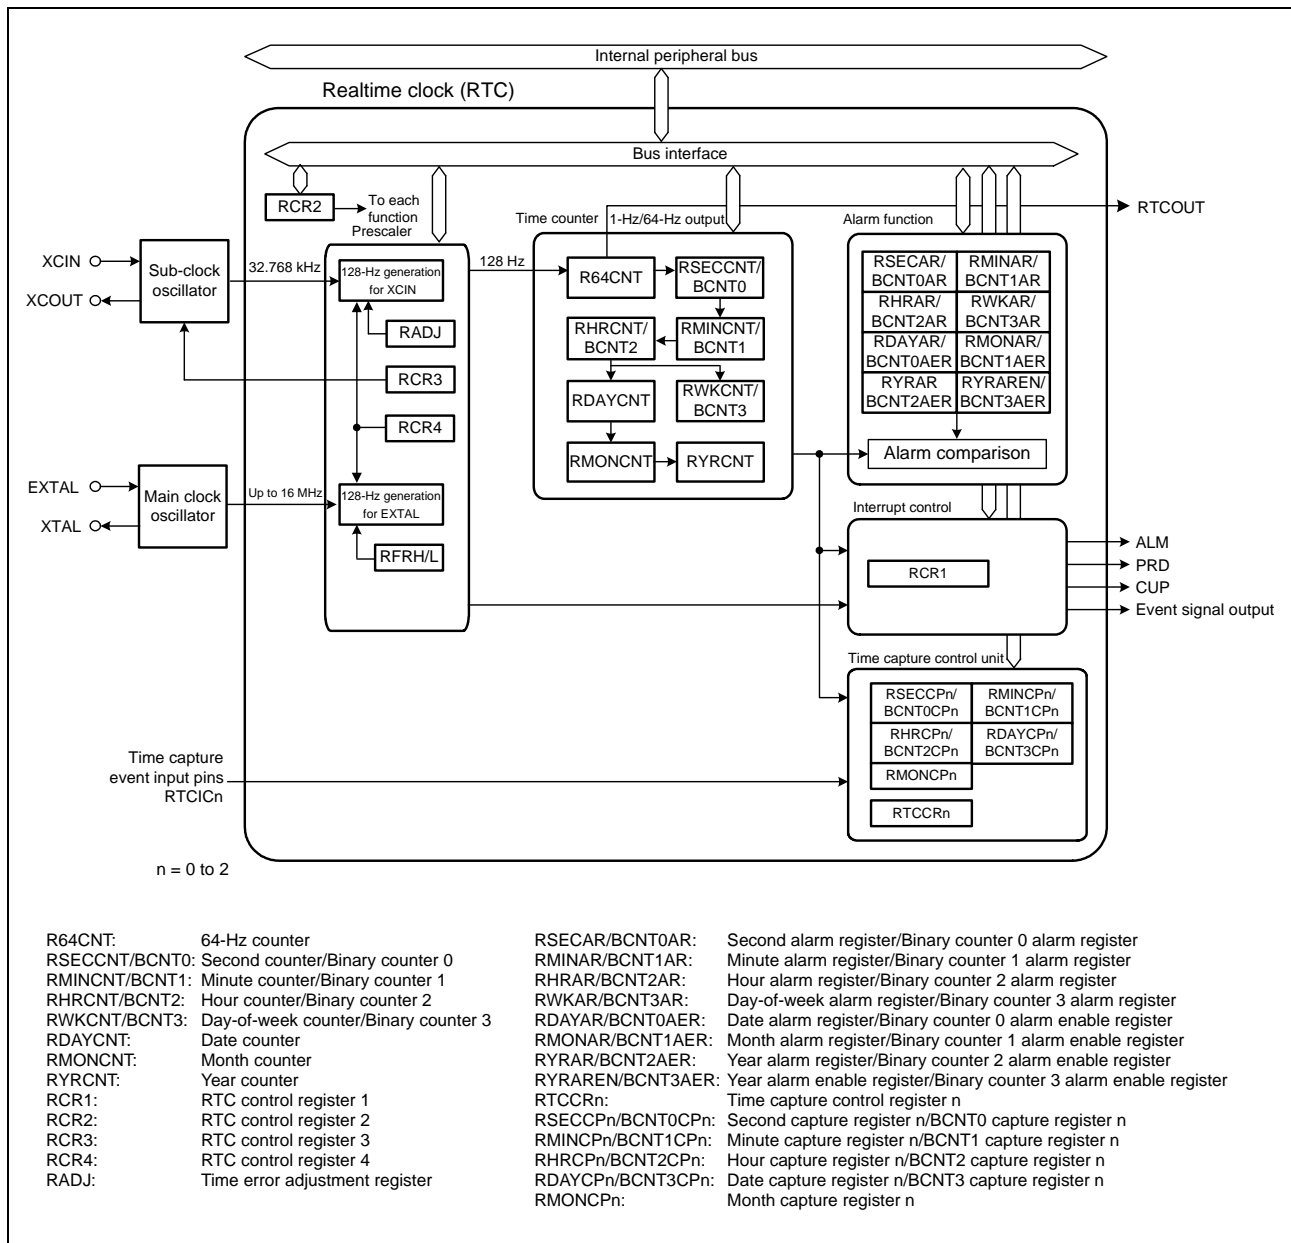 Internal peripheral bus
Realtime clock (RTC)
Bus interface
RCR2
To each
function
Prescaler
Time counter
1-Hz/64-Hz output
Alarm function
RTCOUT
XCIN
XCOUT
Sub-clock
oscillator
32.768 kHz
128-Hz generation
for XCIN
RADJ
RCR3
RCR4
128 Hz
R64CNT
RSECCNT/
BCNT0
RHRCNT/
BCNT2
RMINCNT/
BCNT1
RDAYCNT
RWKCNT/
BCNT3
RMONCNT
RYRCNT
RSECAR/
BCNT0AR
RMINAR/
BCNT1AR
RHRAR/
BCNT2AR
RWKAR/
BCNT3AR
RDAYAR/
BCNT0AER
RMONAR/
BCNT1AER
RYRAR
BCNT2AER
RYRAREN/
BCNT3AER
Alarm comparison
EXTAL
XTAL
Main clock
oscillator
Up to 16 MHz
128-Hz generation
for EXTAL
RFRH/L
Interrupt control
RCR1
ALM
PRD
CUP
Event signal output
Time capture control unit
RSECCPn/
BCNT0CPn
RMINCPn/
BCNT1CPn
RHRCPn/
BCNT2CPn
RDAYCPn/
BCNT3CPn
RMONCPn
RTCCRn
Time capture
event input pins
RTCICn
n = 0 to 2
R64CNT: 64-Hz counter
RSECCNT/BCNT0: Second counter/Binary counter 0
RMINCNT/BCNT1: Minute counter/Binary counter 1
RHRCNT/BCNT2: Hour counter/Binary counter 2
RWKCNT/BCNT3: Day-of-week counter/Binary counter 3
RDAYCNT: Date counter
RMONCNT: Month counter
RYRCNT: Year counter
RCR1: RTC control register 1
RCR2: RTC control register 2
RCR3: RTC control register 3
RCR4: RTC control register 4
RADJ: Time error adjustment register
RSECAR/BCNT0AR: Second alarm register/Binary counter 0 alarm register
RMINAR/BCNT1AR: Minute alarm register/Binary counter 1 alarm register
RHRAR/BCNT2AR: Hour alarm register/Binary counter 2 alarm register
RWKAR/BCNT3AR: Day-of-week alarm register/Binary counter 3 alarm register
RDAYAR/BCNT0AER: Date alarm register/Binary counter 0 alarm enable register
RMONAR/BCNT1AER: Month alarm register/Binary counter 1 alarm enable register
RYRAR/BCNT2AER: Year alarm register/Binary counter 2 alarm enable register
RYRAREN/BCNT3AER: Year alarm enable register/Binary counter 3 alarm enable register
RTCCRn: Time capture control register n
RSECCPn/BCNT0CPn: Second capture register n/BCNT0 capture register n
RMINCPn/BCNT1CPn: Minute capture register n/BCNT1 capture register n
RHRCPn/BCNT2CPn: Hour capture register n/BCNT2 capture register n
RDAYCPn/BCNT3CPn: Date capture register n/BCNT3 capture register n
RMONCPn: Month capture register n